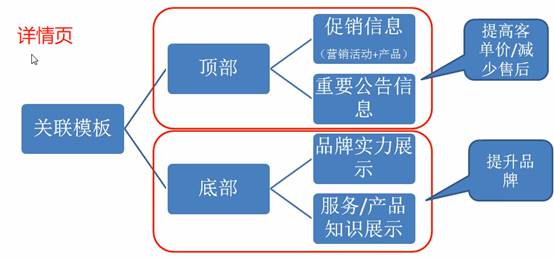 详情页
促销信息
（营销活动+产品）
提高客
单价/减
少售后
顶部
重要公告信
息
关联模板
品牌实力展
示
提升品
牌
底部
服务/产品
知识展示